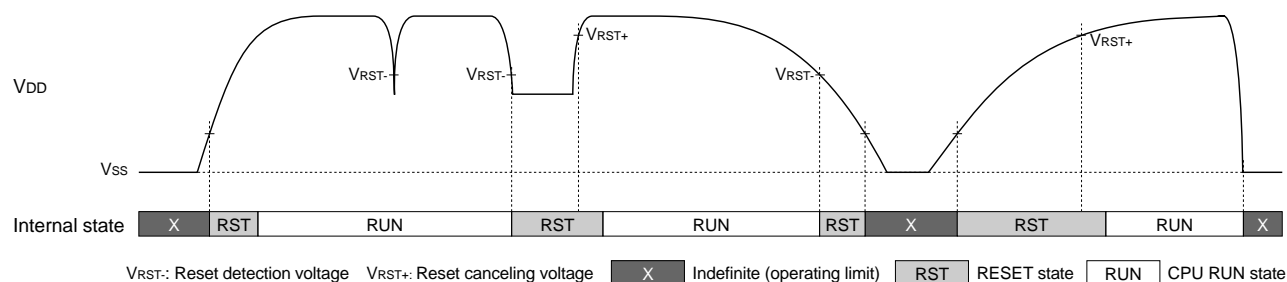 VRST+
VRST+
VRST-
VRST-
VRST-
VDD
VSS
Internal state
X
RST
RUN
RST
RUN
RST
X
RST
RUN
X
VRST-: Reset detection voltage VRST+: Reset canceling voltage X Indefinite (operating limit) RST RESET state RUN CPU RUN state